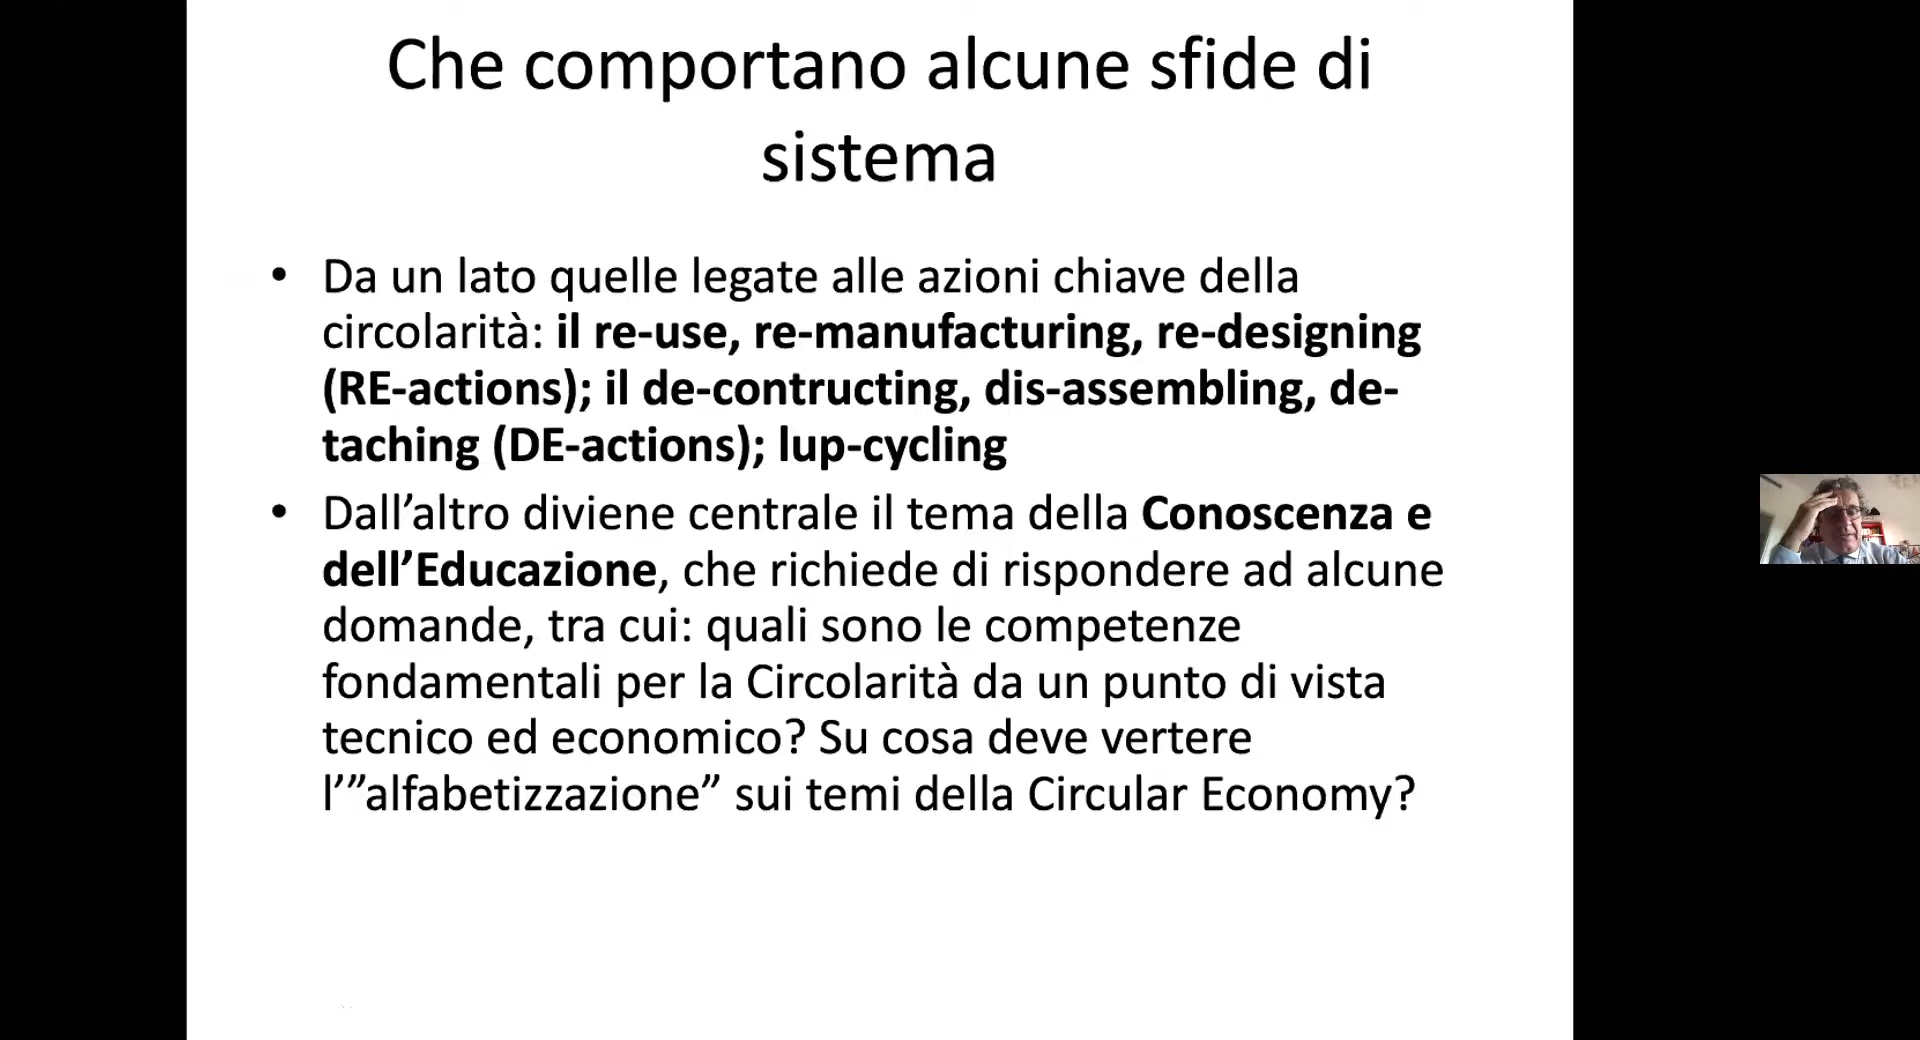 Che comportano alcune sfide di
sistema
• Da un lato quelle legate alle azioni chiave della
circolarità: il re-use, re-manufacturing, re-designing
(RE-actions); il de-contructing, dis-assembling, de-
taching (DE-actions); lup-cycling
• Dall’altro diviene centrale il tema della Conoscenza e
dell’Educazione, che richiede di rispondere ad alcune
domande, tra cui: quali sono le competenze
fondamentali per la Circolarità da un punto di vista
tecnico ed economico? Su cosa deve vertere
l’”alfabetizzazione” sui temi della Circular Economy?